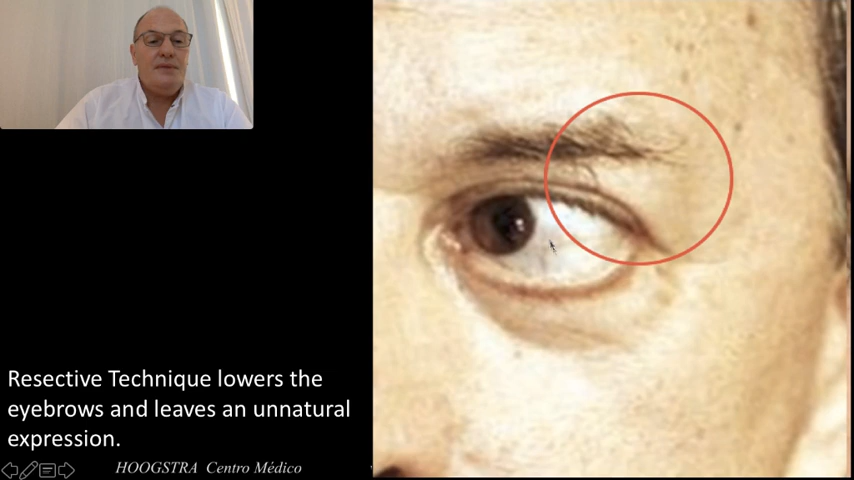 Resective Technique lowers the
eyebrows and leaves an unnatural
expression.
HOOGSTRA Centro Médico